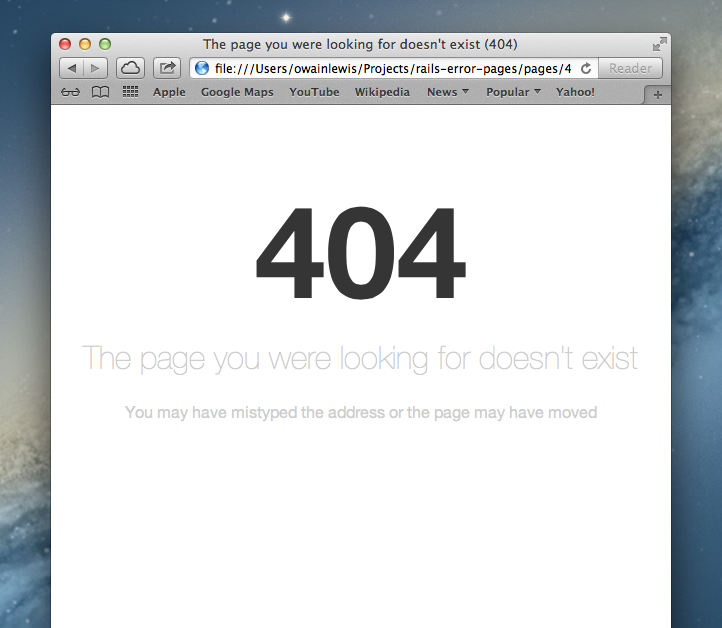 The page you were looking for doesn't exist (404)
file:///Users/owainlewis/Projects/rails-error-pages/pages/4
Reader
Apple Google Maps YouTube Wikipedia News Popular Yahoo!
404
The page you were looking for doesn't exist
You may have mistyped the address or the page may have moved